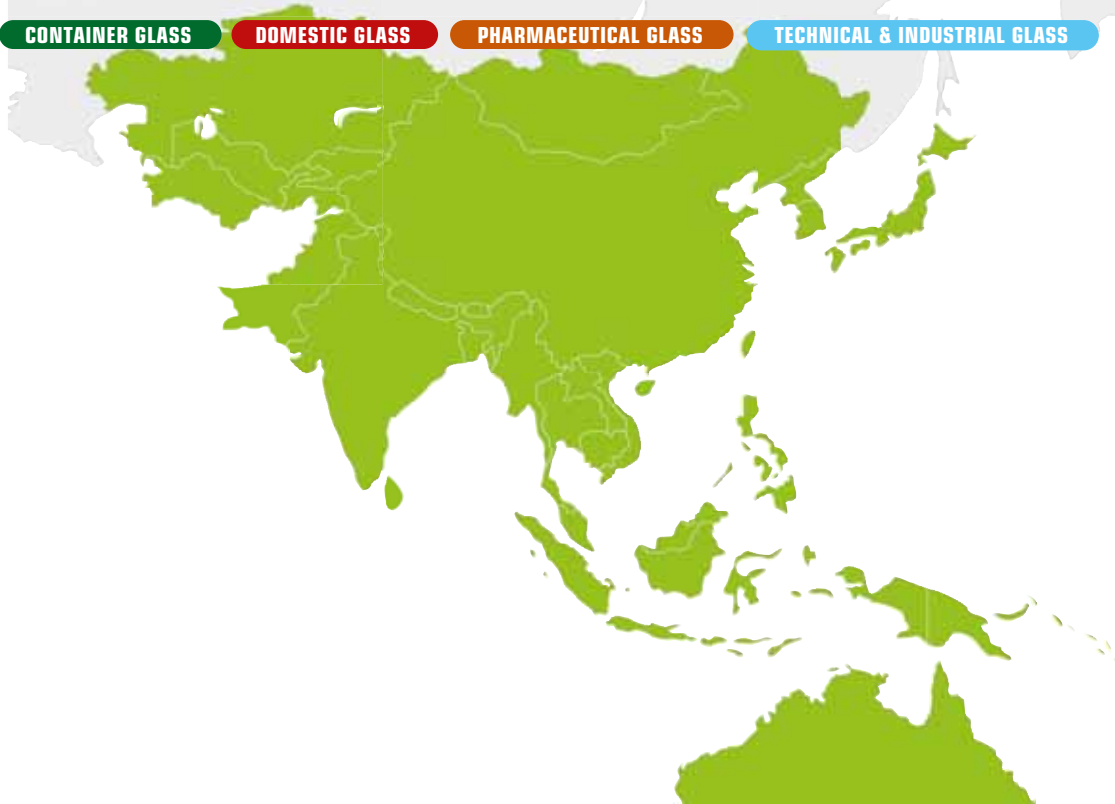 CONTAINER GLASS
DOMESTIC GLASS
PHARMACEUTICAL GLASS
TECHNICAL & INDUSTRIAL GLASS